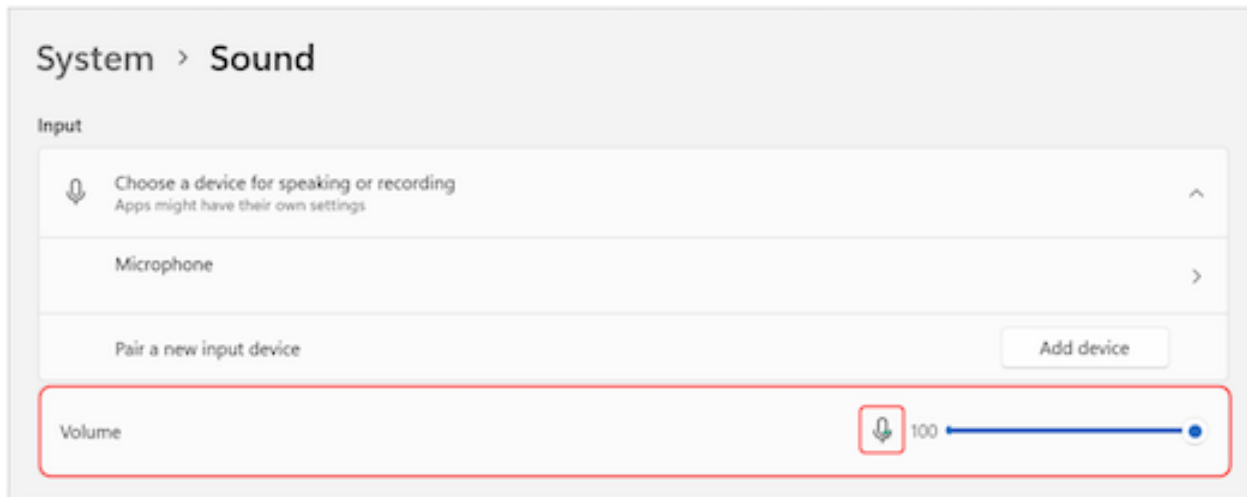 System > Sound
Input
Choose a device for speaking or recording
Apps might have their own settings
Microphone
Pair a new input device
Add device
Volume
100